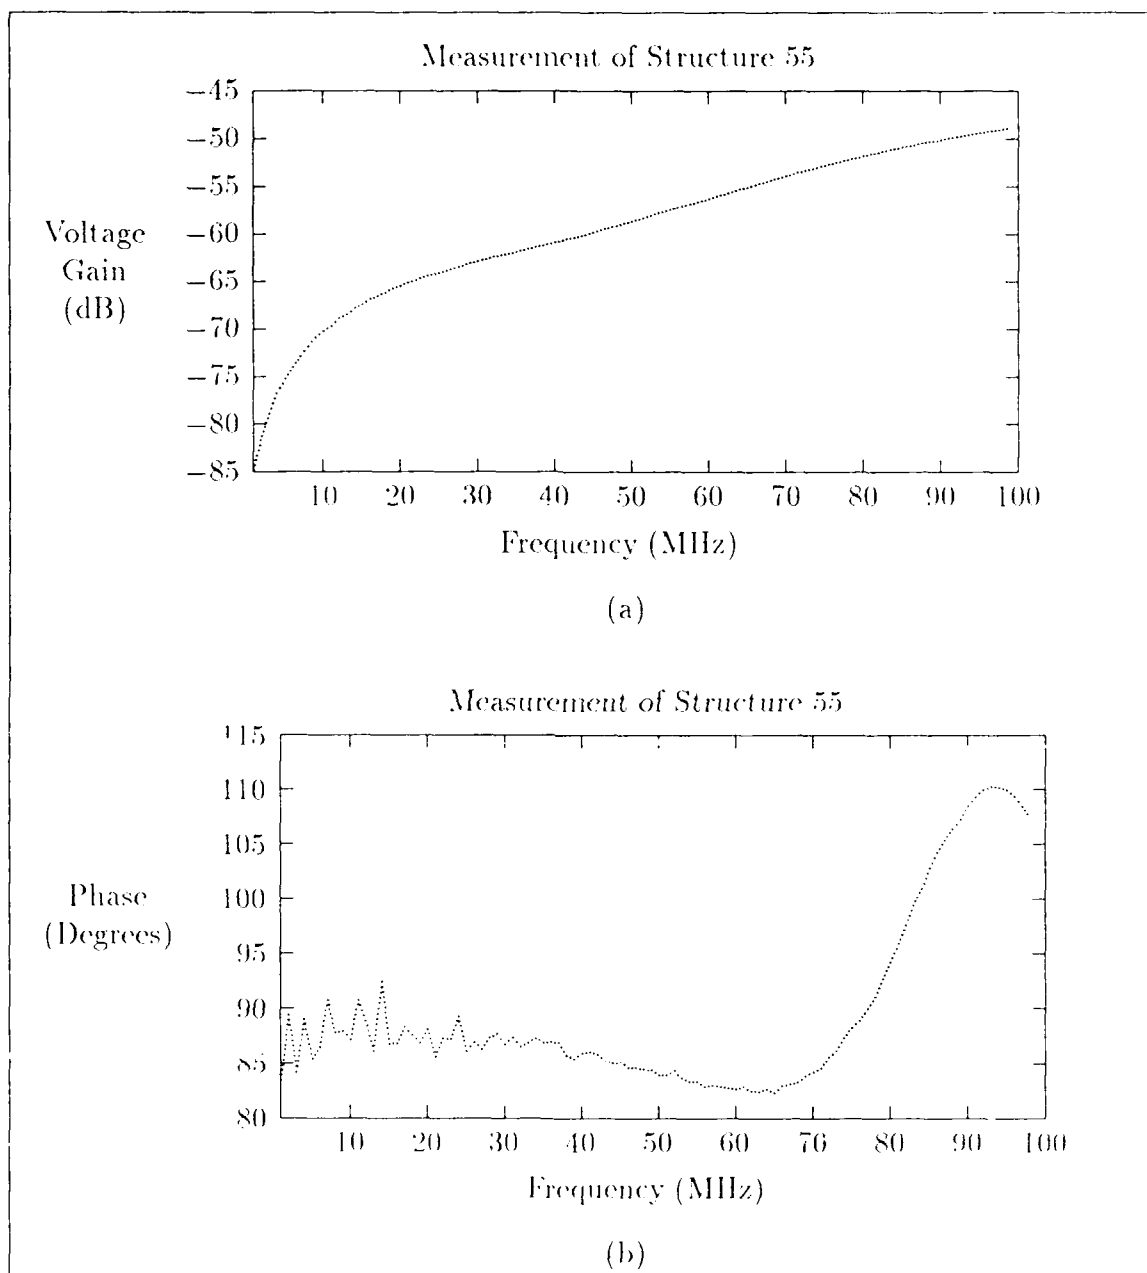 Measurement of Structure 55
−45
−50
−55
−60
−65
−70
−75
−80
−85
Voltage
Gain
(dB)
10 20 30 40 50 60 70 80 90 100
Frequency (MHz)
(a)
Measurement of Structure 55
115
110
105
100
95
90
85
80
Phase
(Degrees)
10 20 30 40 50 60 70 80 90 100
Frequency (MHz)
(b)